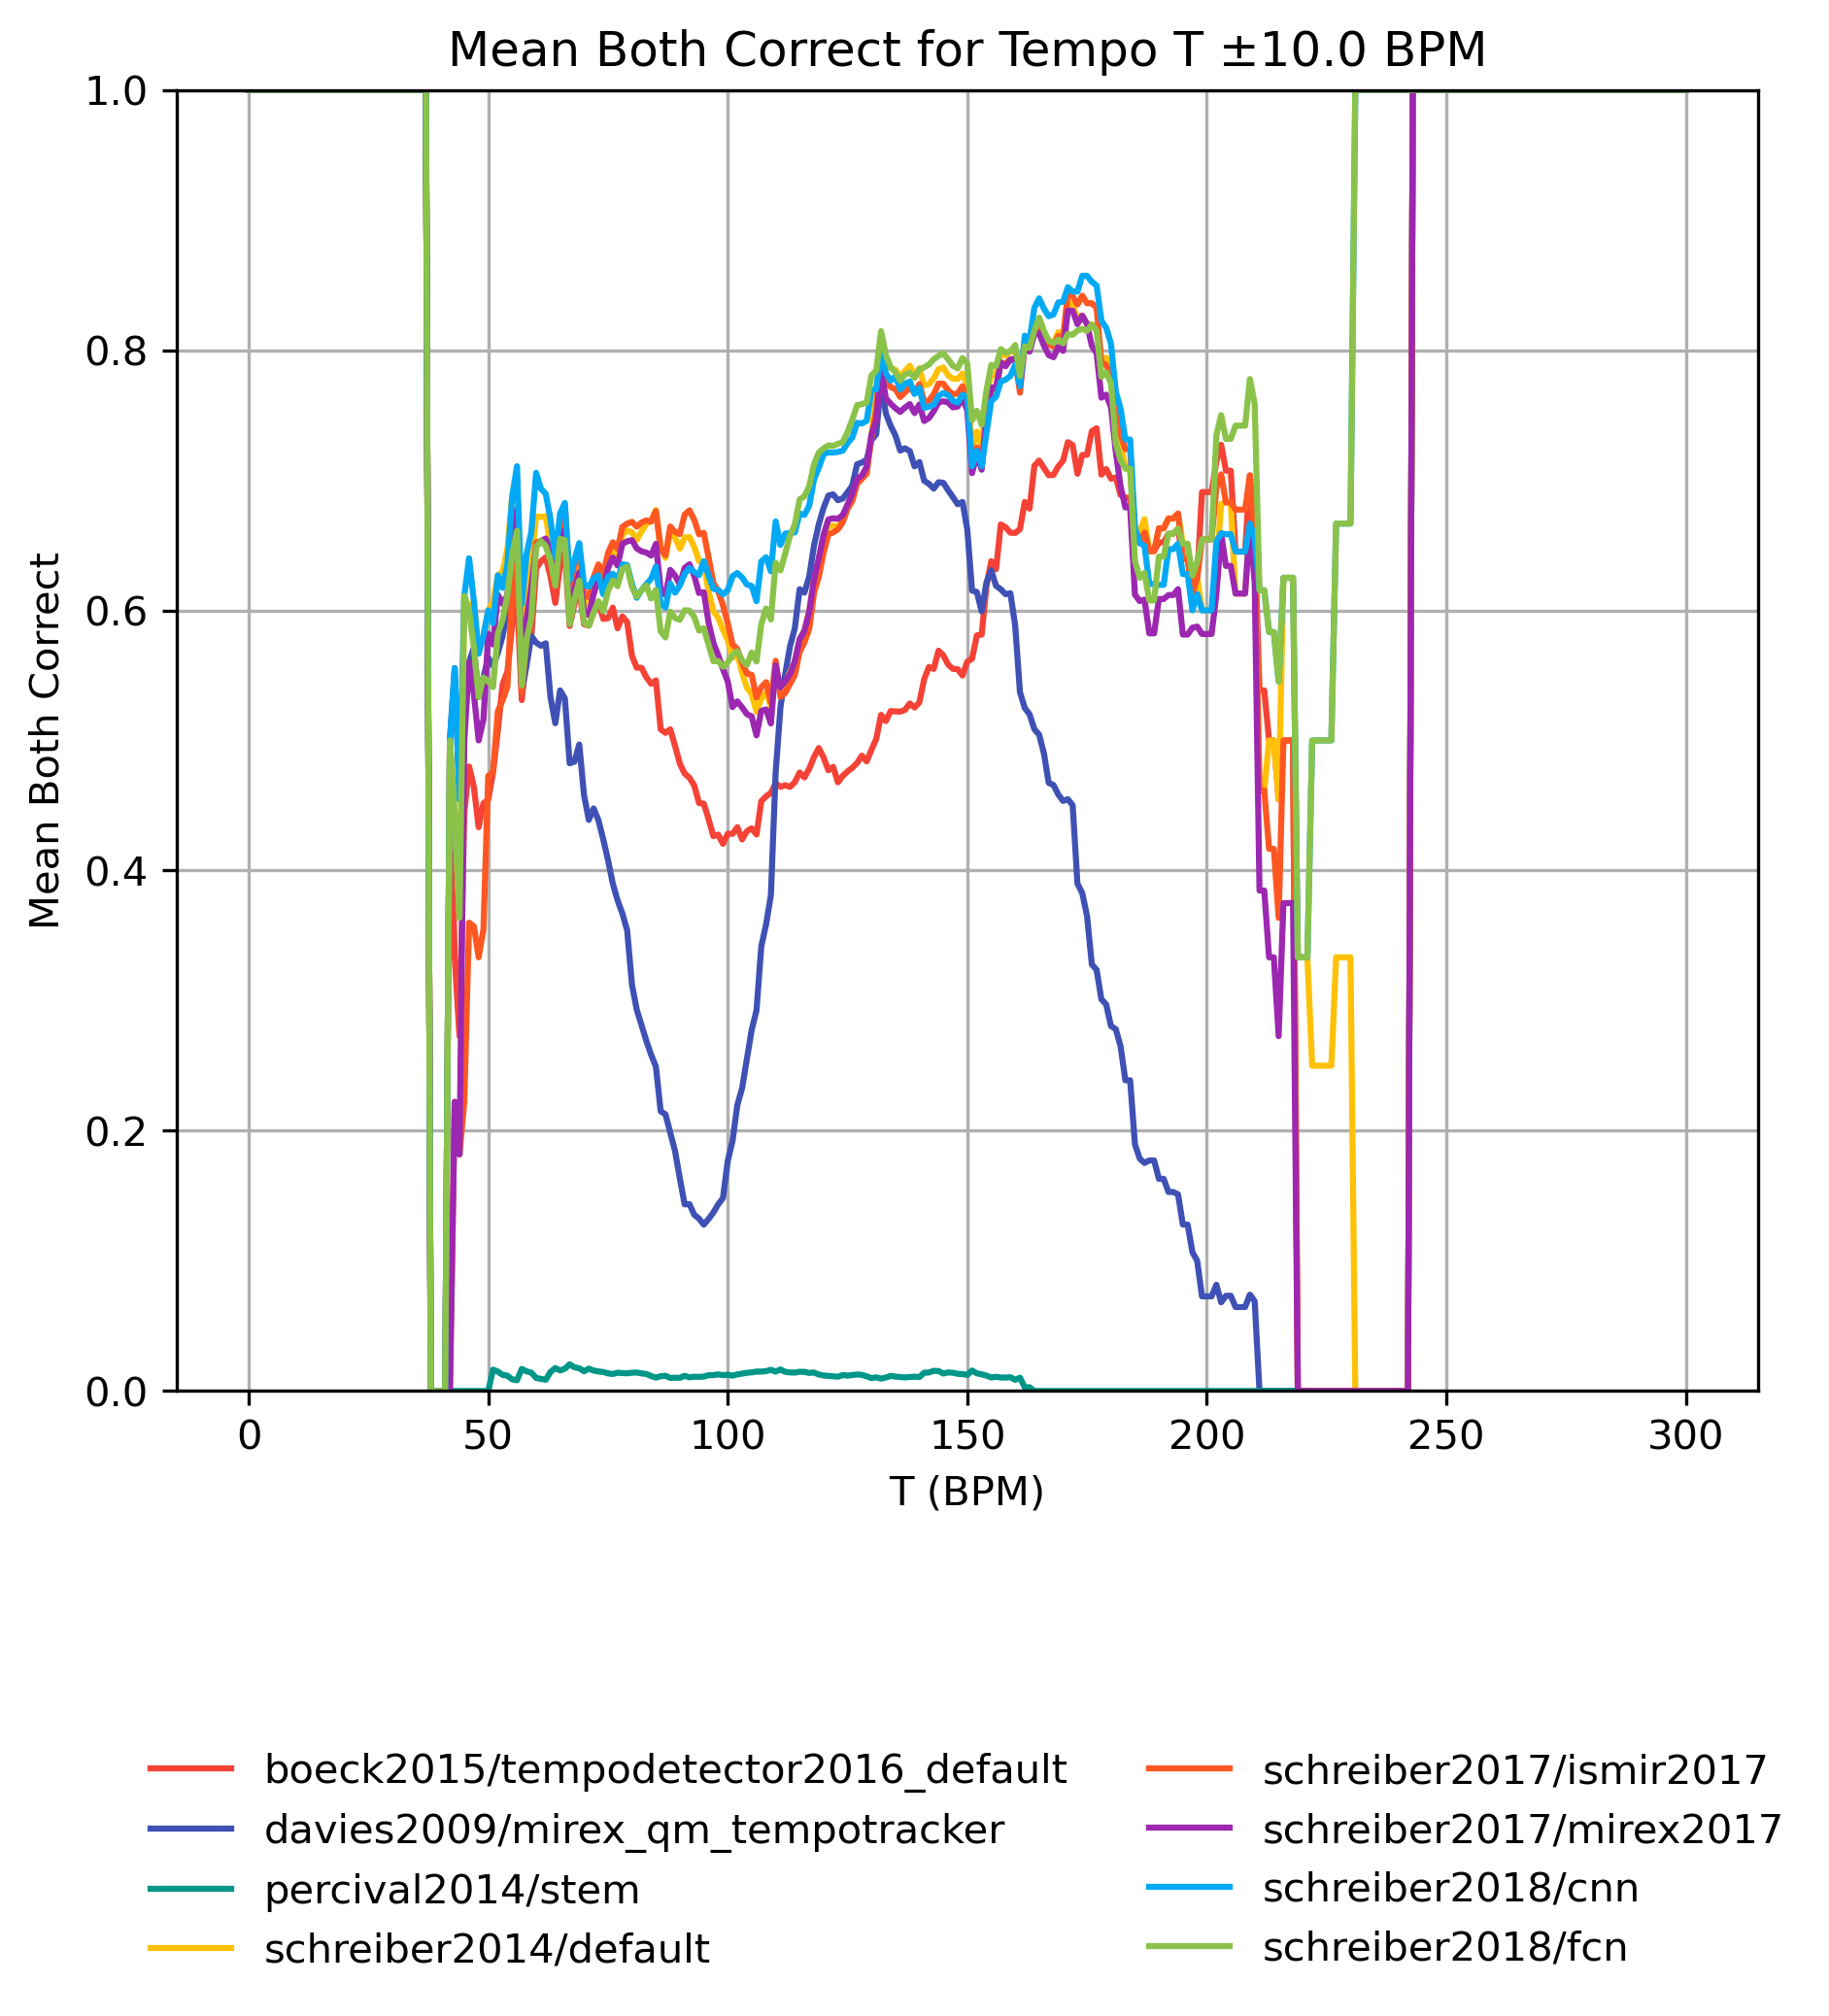 Mean Both Correct for Tempo T ±10.0 BPM
1.0
0.8
0.6
0.4
0.2
0.0
Mean Both Correct
0 50 100 150 200 250 300
T (BPM)
boeck2015/tempodetector2016_default
davies2009/mirex_qm_tempotracker
percival2014/stem
schreiber2014/default
schreiber2017/ismir2017
schreiber2017/mirex2017
schreiber2018/cnn
schreiber2018/fcn